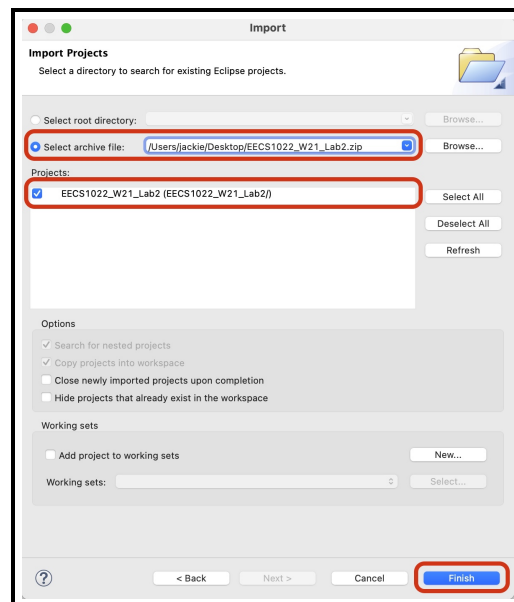 Import
Import Projects
Select a directory to search for existing Eclipse projects.
Select root directory:
Browse...
Select archive file: /Users/jackie/Desktop/EECS1022_W21_Lab2.zip
Browse...
Projects:
EECS1022_W21_Lab2 (EECS1022_W21_Lab2/)
Select All
Deselect All
Refresh
Options
Search for nested projects
Copy projects into workspace
Close newly imported projects upon completion
Hide projects that already exist in the workspace
Working sets
Add project to working sets
New...
Working sets:
Select...
?
< Back
Next >
Cancel
Finish